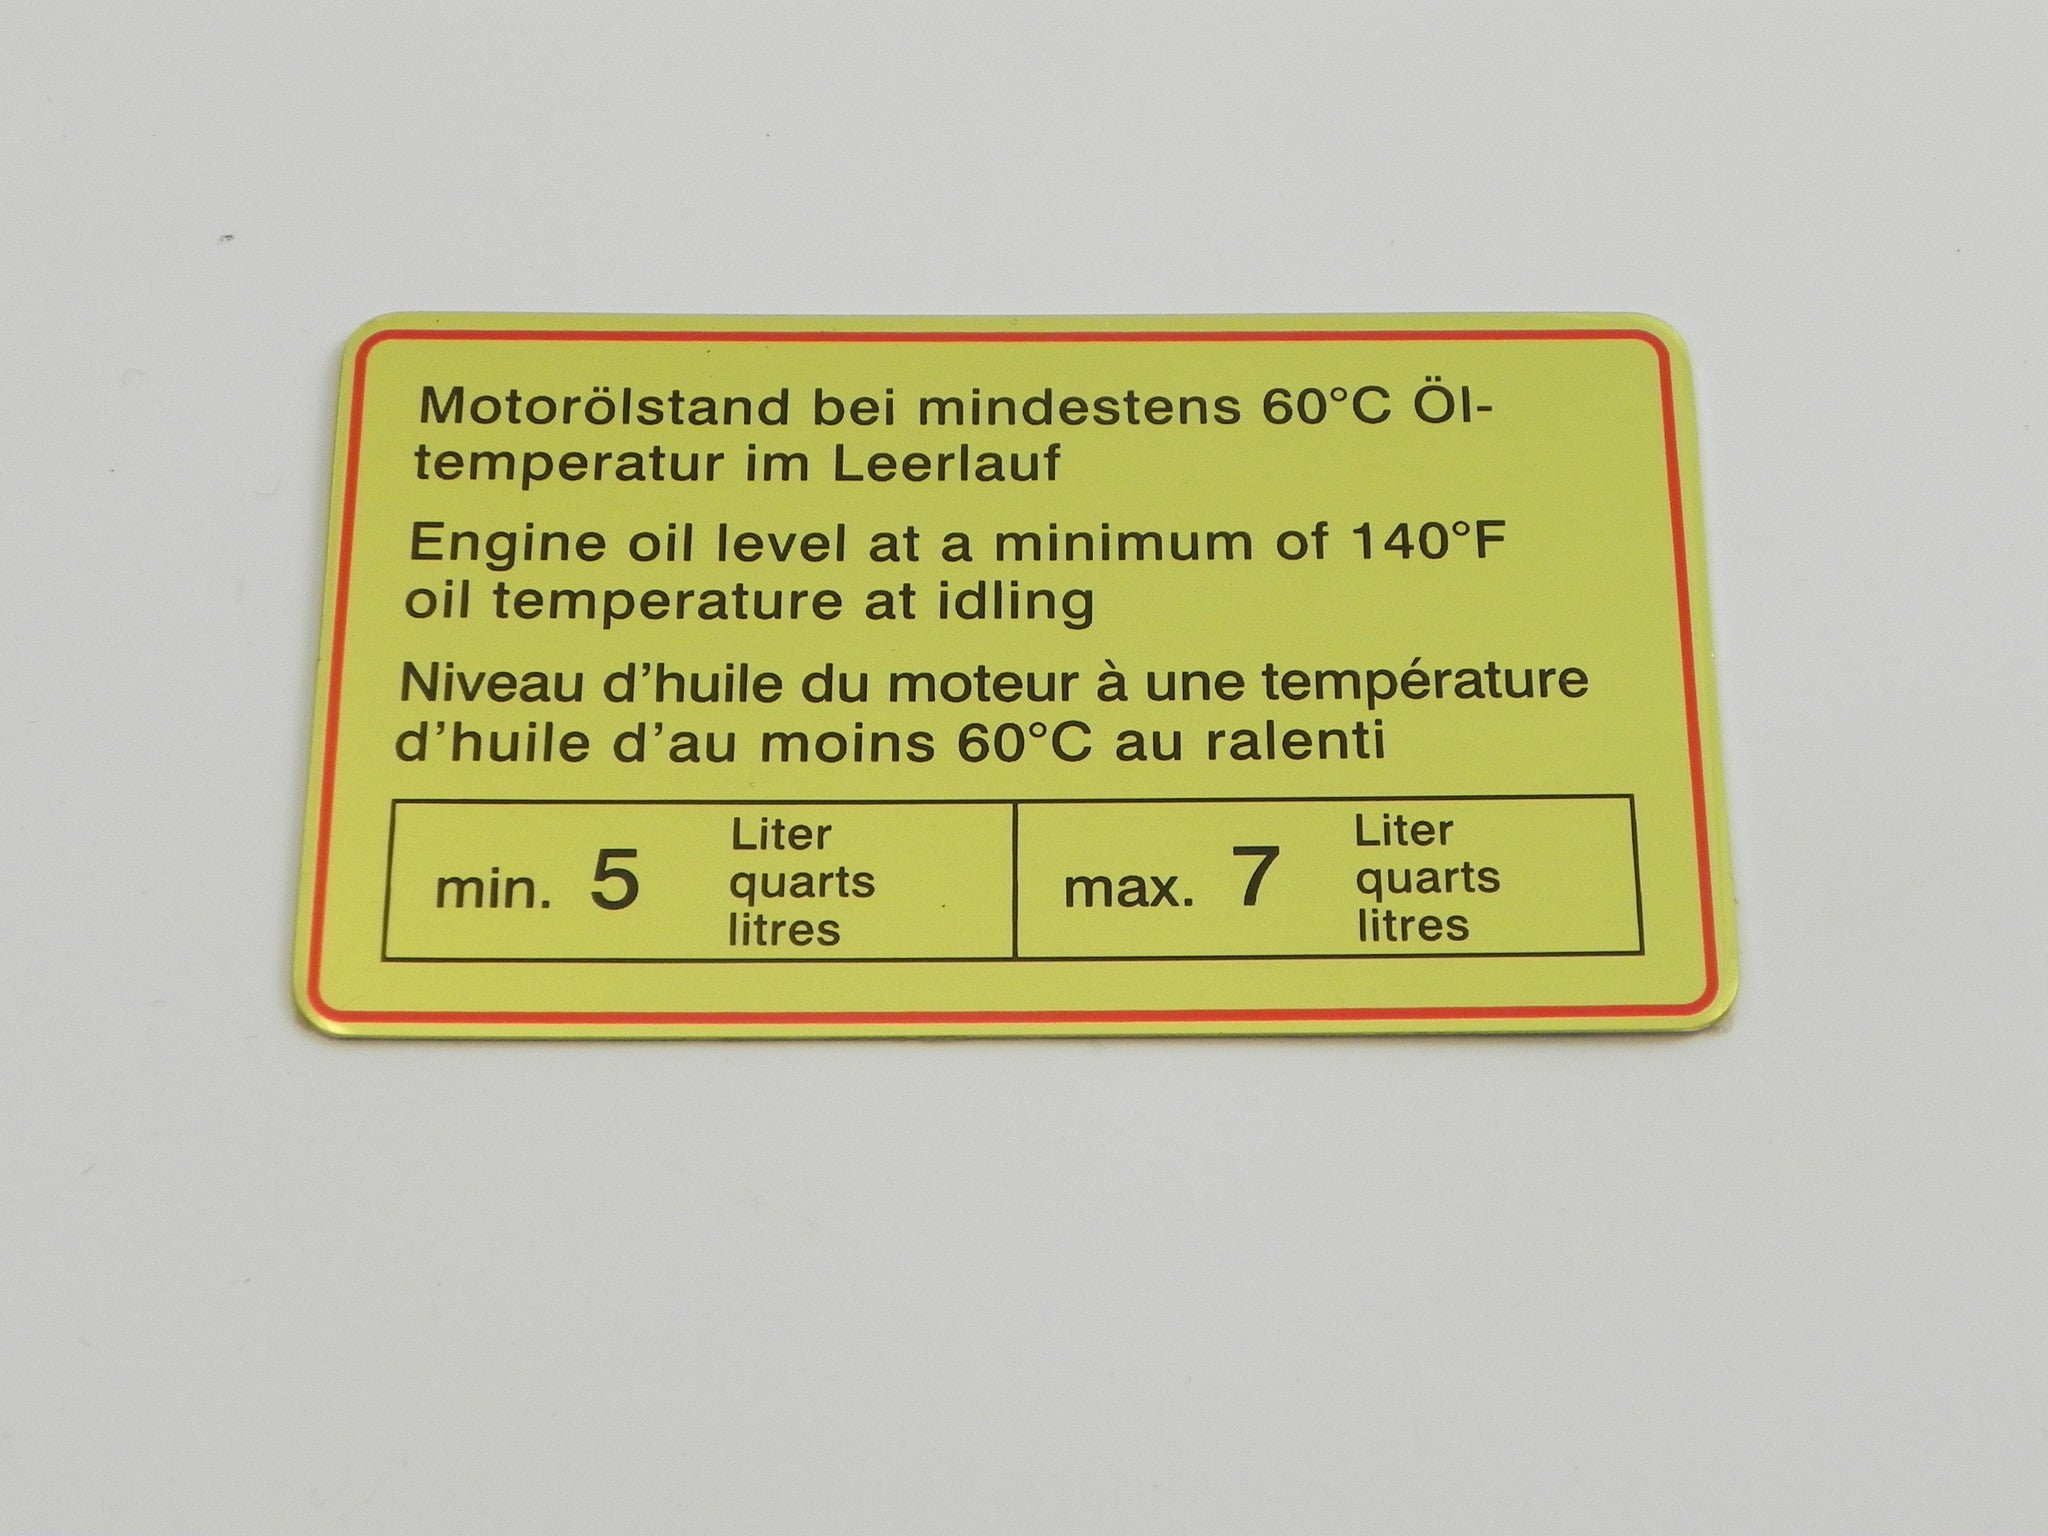 Motorölstand bei mindestens 60°C Öl-
temperatur im Leerlauf
Engine oil level at a minimum of 140°F
oil temperature at idling
Niveau d'huile du moteur à une température
d'huile d'au moins 60°C au ralenti
min. 5 Liter
quarts
litres
max. 7 Liter
quarts
litres